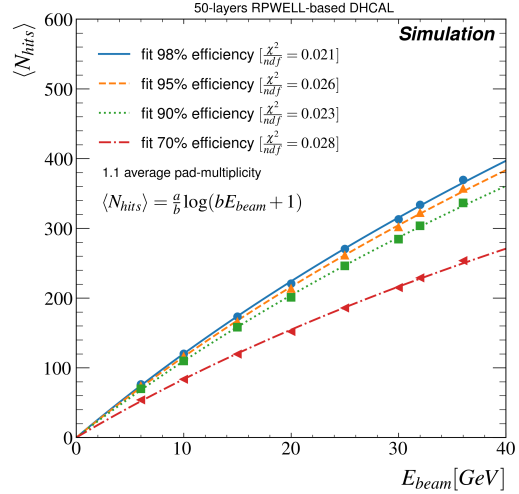 50-layers RPWELL-based DHCAL
Simulation
⟨N_hits⟩
600
500
400
300
200
100
0
fit 98% efficiency [χ²/ndf = 0.021]
fit 95% efficiency [χ²/ndf = 0.026]
fit 90% efficiency [χ²/ndf = 0.023]
fit 70% efficiency [χ²/ndf = 0.028]
1.1 average pad-multiplicity
⟨N_hits⟩ = a/b log(bE_beam + 1)
0 10 20 30 40
E_beam[GeV]